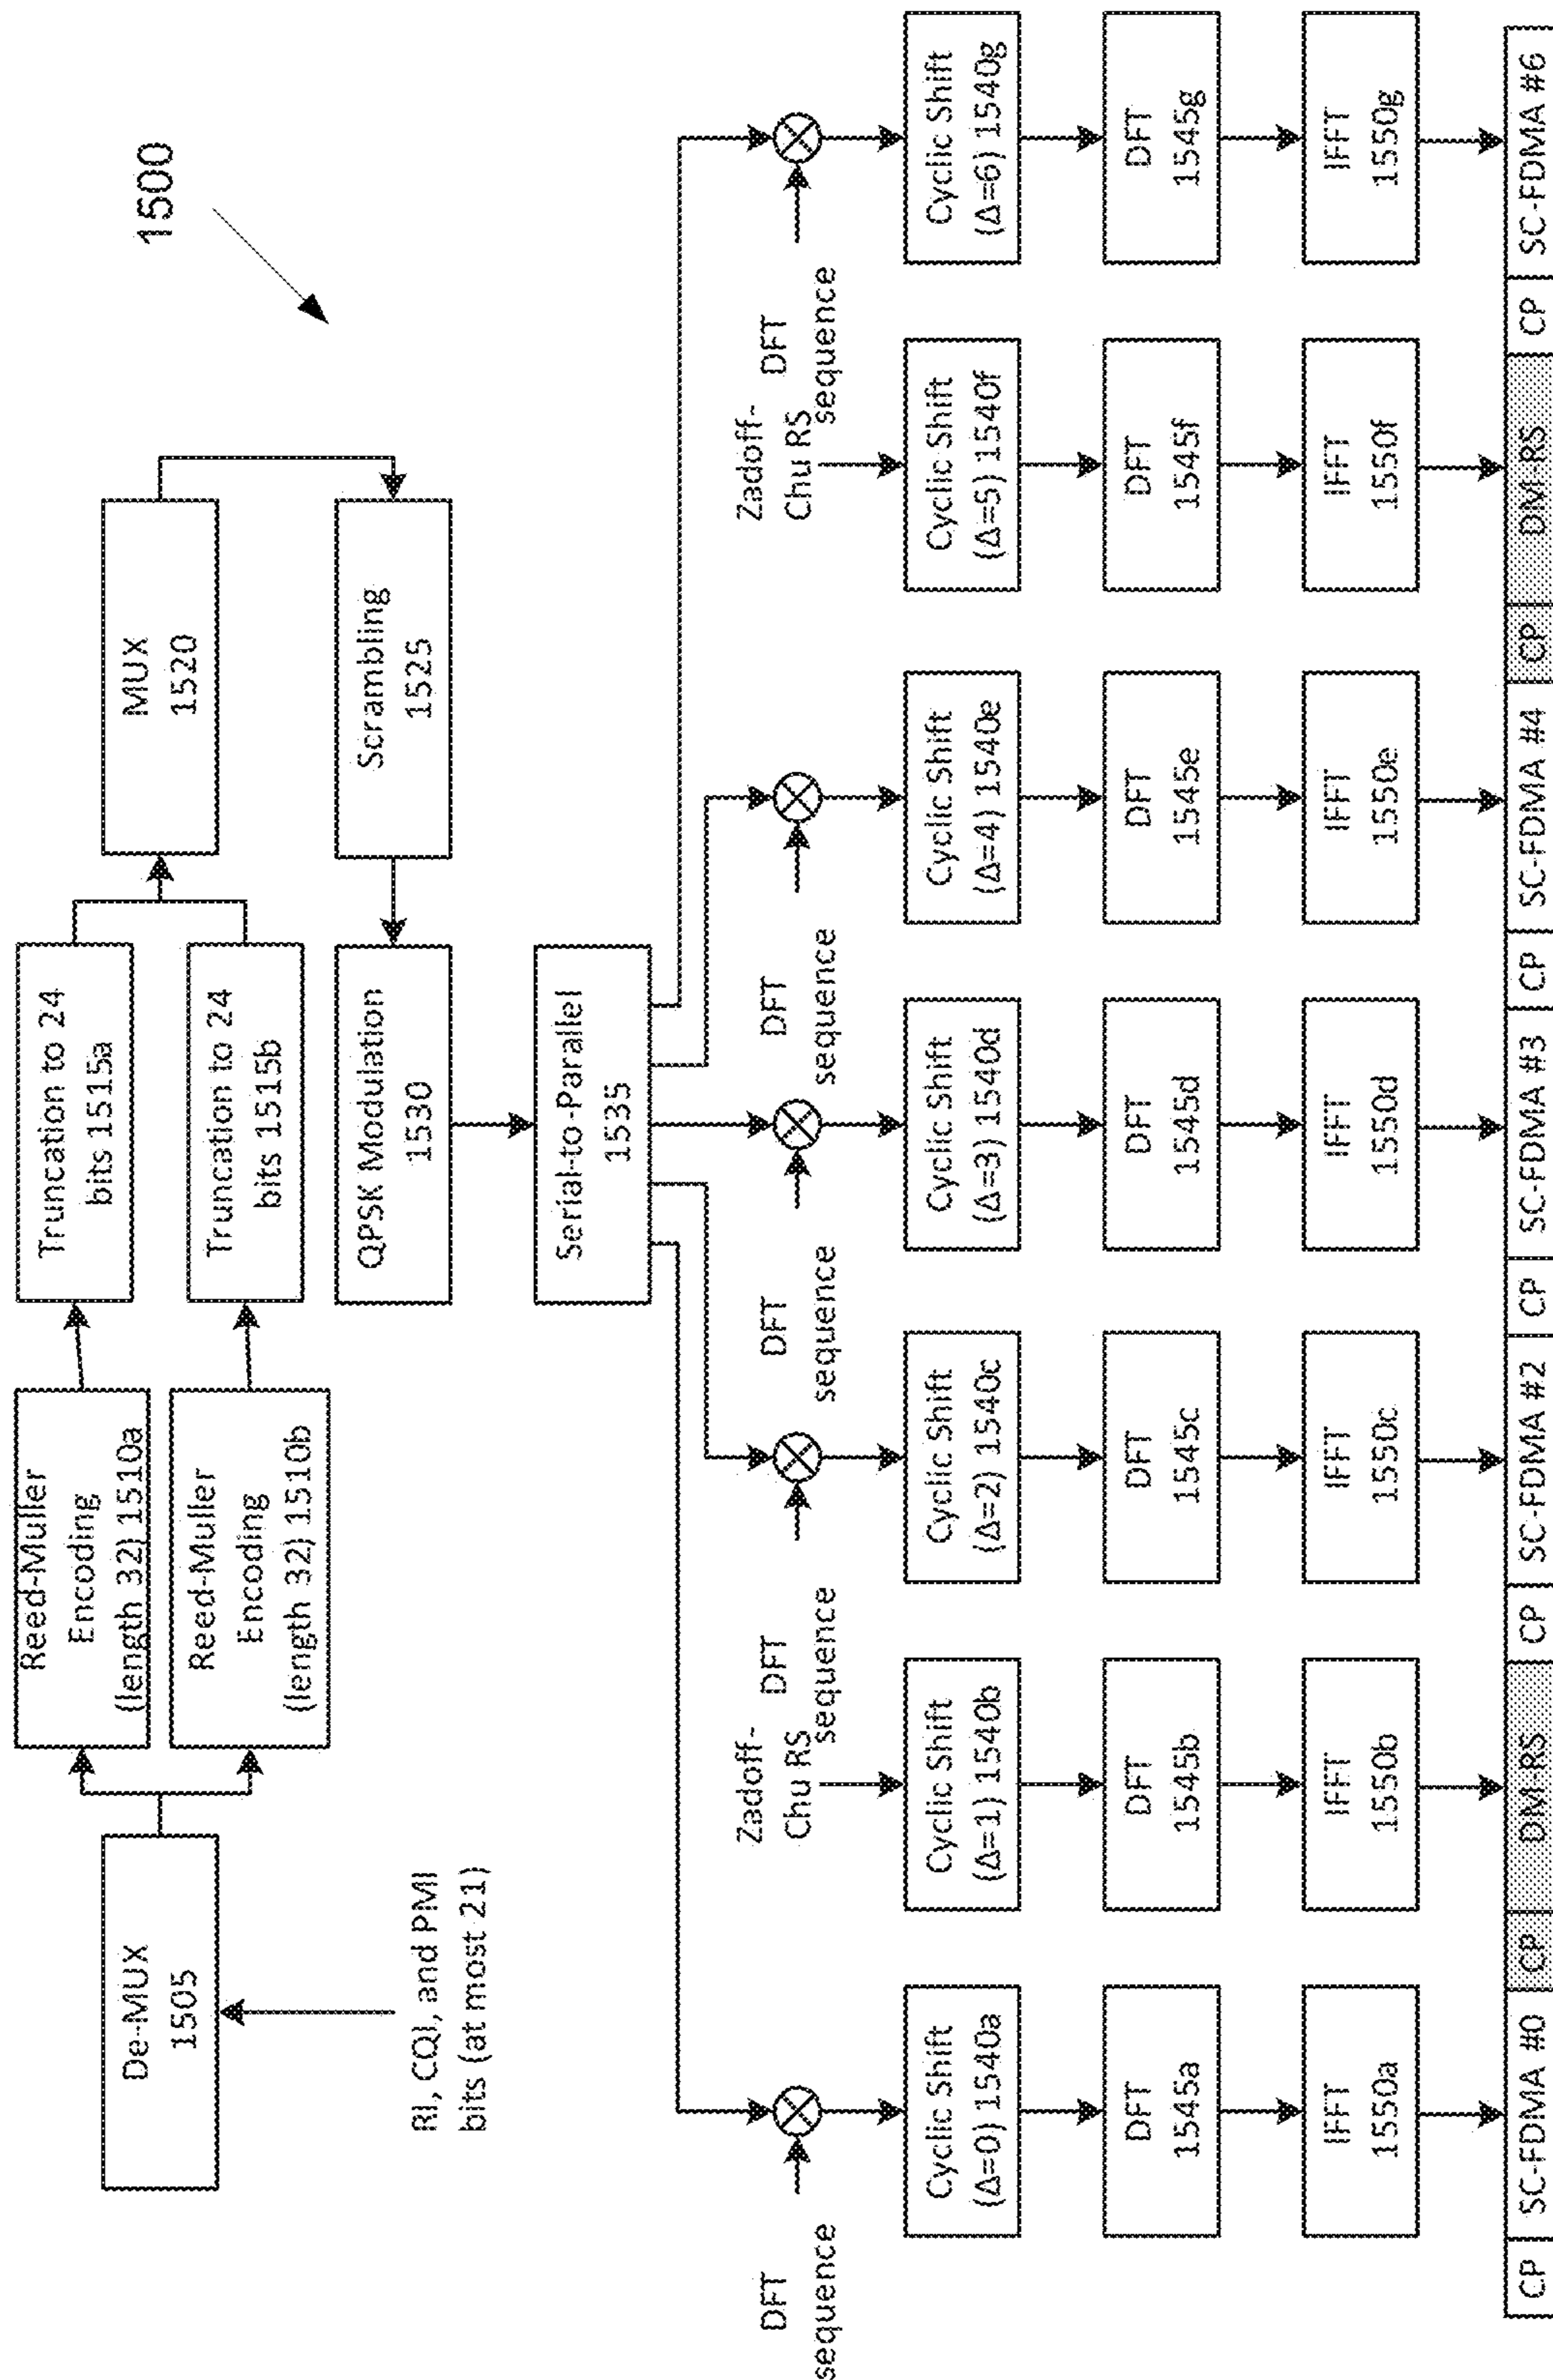 1500
De-MUX
1505
RI, CQI, and PMI
bits (at most 21)
Reed-Muller
Encoding
(length 32) 1510a
Reed-Muller
Encoding
(length 32) 1510b
Truncation to 24
bits 1515a
Truncation to 24
bits 1515b
MUX
1520
Scrambling
1525
QPSK Modulation
1530
Serial-to-Parallel
1535
DFT
sequence
Zadoff-
Chu RS
DFT
sequence
DFT
sequence
DFT
sequence
Zadoff-
Chu RS
DFT
sequence
Cyclic Shift
(Δ=0) 1540a
Cyclic Shift
(Δ=1) 1540b
Cyclic Shift
(Δ=2) 1540c
Cyclic Shift
(Δ=3) 1540d
Cyclic Shift
(Δ=4) 1540e
Cyclic Shift
(Δ=5) 1540f
Cyclic Shift
(Δ=6) 1540g
DFT
1545a
DFT
1545b
DFT
1545c
DFT
1545d
DFT
1545e
DFT
1545f
DFT
1545g
IFFT
1550a
IFFT
1550b
IFFT
1550c
IFFT
1550d
IFFT
1550e
IFFT
1550f
IFFT
1550g
CP SC-FDMA #0 CP DM-RS CP SC-FDMA #2 CP SC-FDMA #3 CP SC-FDMA #4 CP DM-RS CP SC-FDMA #6